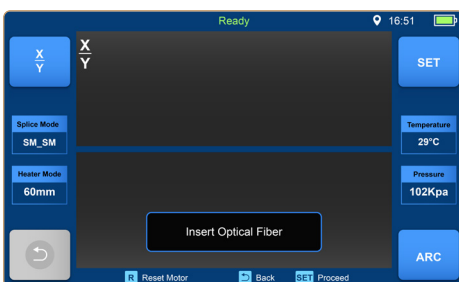 Ready
16:51
X
Y
X
Y
SET
Splice Mode
SM_SM
Temperature
29°C
Heater Mode
60mm
Pressure
102Kpa
Insert Optical Fiber
ARC
R Reset Motor
Back
SET Proceed